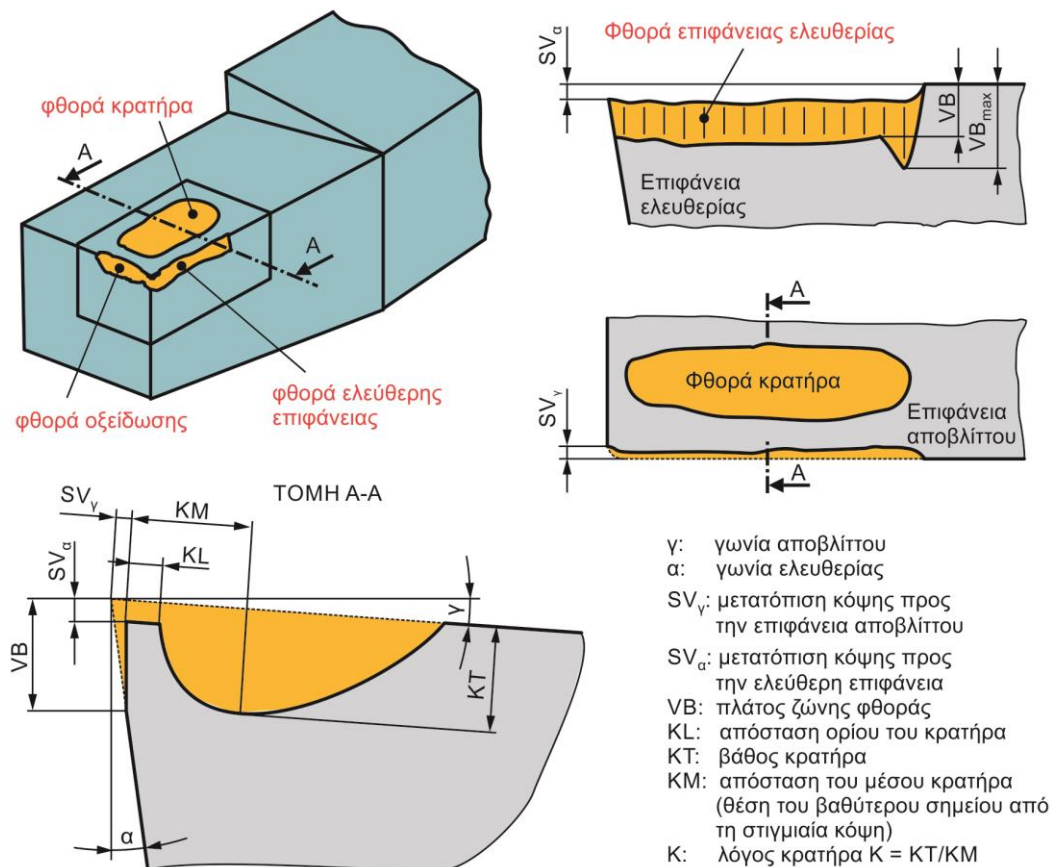 φθορά κρατήρα
A
A
φθορά οξείδωσης
φθορά ελεύθερης
επιφάνειας
SVα
Φθορά επιφάνειας ελευθερίας
VB
VBmax
Επιφάνεια
ελευθερίας
A
SVγ
Φθορά κρατήρα
Επιφάνεια
αποβλίττου
A
ΤΟΜΗ Α-Α
SVγ
KM
KL
SVα
VB
γ
KT
α
γ: γωνία αποβλίττου
α: γωνία ελευθερίας
SVγ: μετατόπιση κόψης προς
την επιφάνεια αποβλίττου
SVα: μετατόπιση κόψης προς
την ελεύθερη επιφάνεια
VB: πλάτος ζώνης φθοράς
KL: απόσταση ορίου του κρατήρα
KT: βάθος κρατήρα
KM: απόσταση του μέσου κρατήρα
(θέση του βαθύτερου σημείου από
τη στιγμιαία κόψη)
K: λόγος κρατήρα K = KT/KM